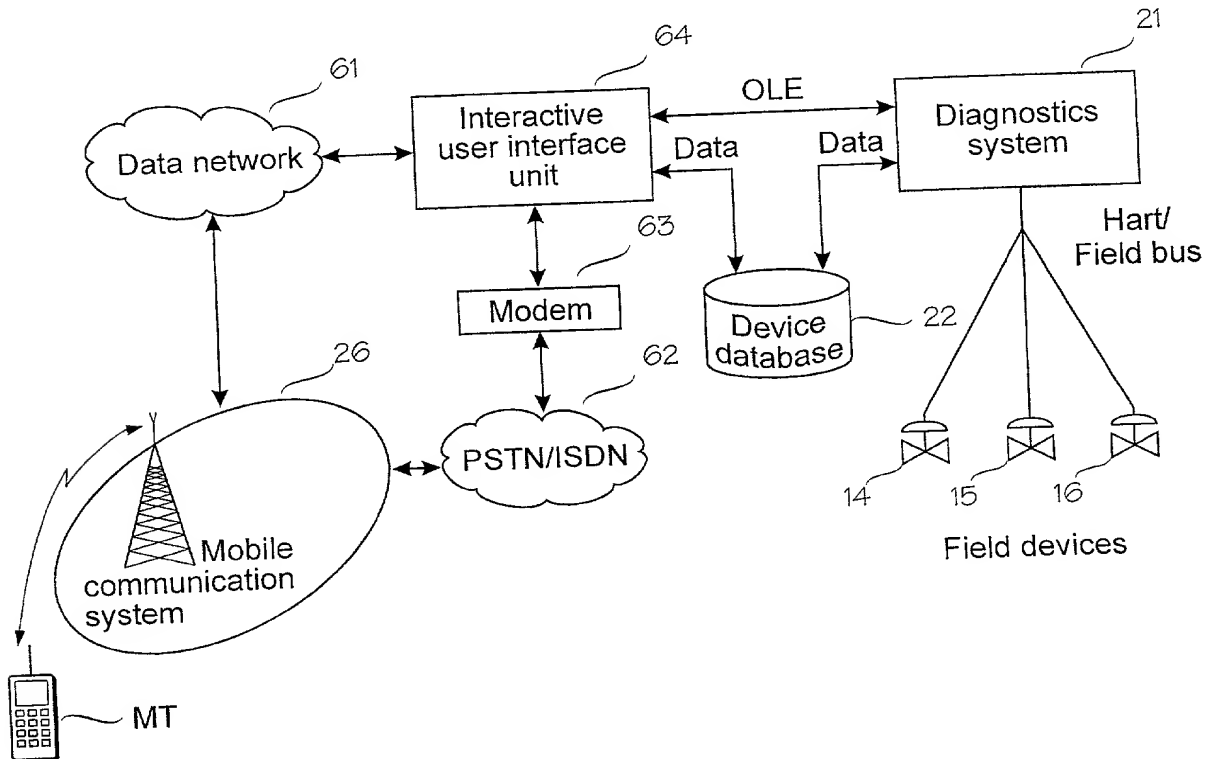 64
21
61
OLE
Interactive
user interface
unit
Diagnostics
system
Data network
Data
Data
63
Hart/
Field bus
Modem
Device
database
22
26
62
PSTN/ISDN
14
15
16
Mobile
communication
system
Field devices
MT